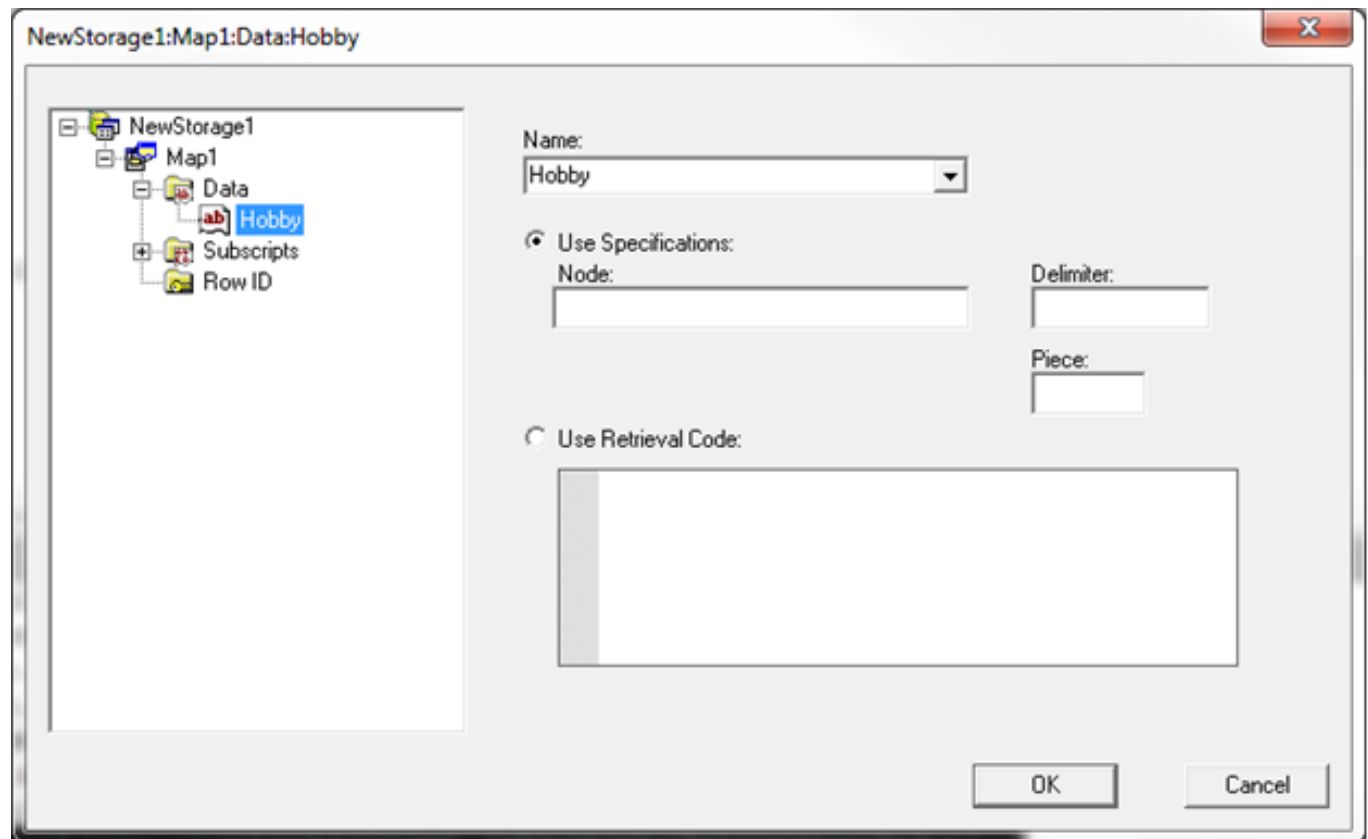 NewStorage1:Map1:Data:Hobby
NewStorage1
Map1
Data
Hobby
Subscripts
Row ID
Name:
Hobby
Use Specifications:
Node:
Delimiter:
Piece:
Use Retrieval Code:
OK
Cancel